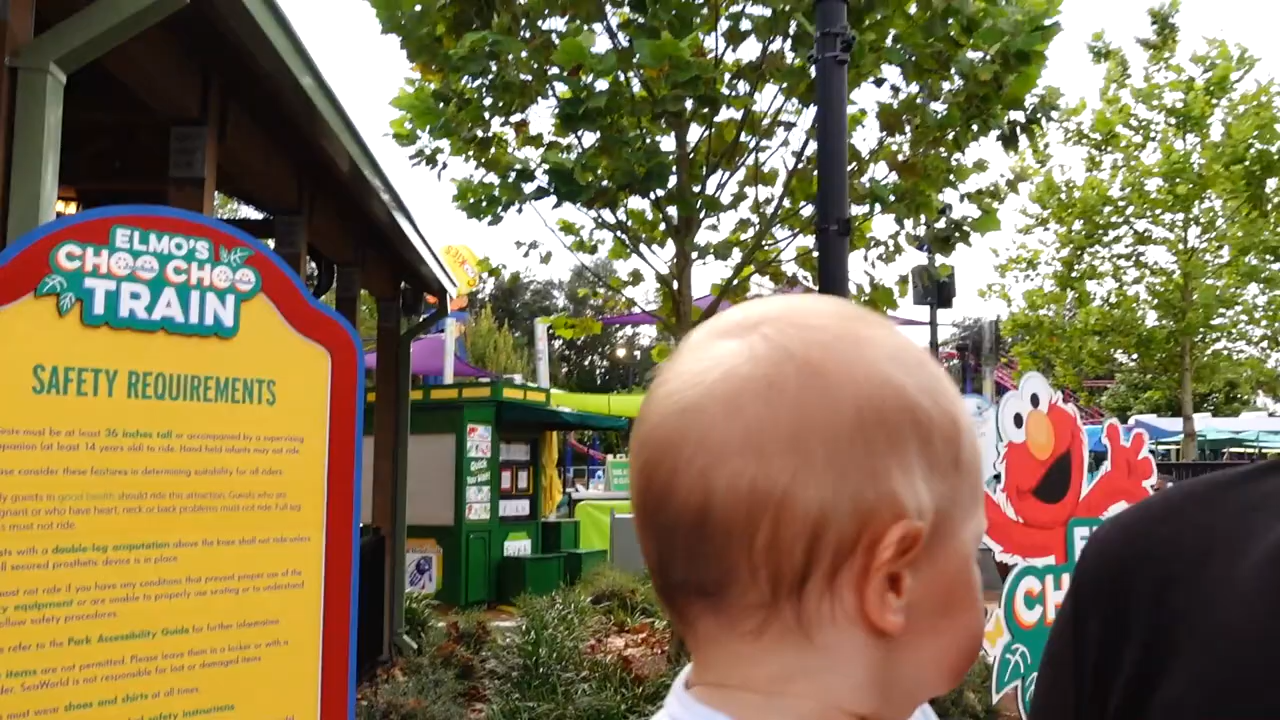 ELMO'S
CHOO CHOO
TRAIN
SAFETY REQUIREMENTS
must be at least 36 inches tall or accompanied by a supervising
(at least 14 years old) to ride. Hand held infants may not ride.
consider these features in determining suitability for all riders.
guests in good health should ride this attraction. Guests who are
or who have heart, neck or back problems must not ride. Full leg
must not ride.
with a double-leg amputation above the knee shall not ride unless
secured prosthetic device is in place
must not ride if you have any conditions that prevent proper use of the
equipment or are unable to properly use seating or to understand
follow safety procedures.
refer to the Park Accessibility Guide for further information
items are not permitted. Please leave them in a locker or with a
SeaWorld is not responsible for lost or damaged items
must wear shoes and shirts at all times.
safety instructions
Quick
CH